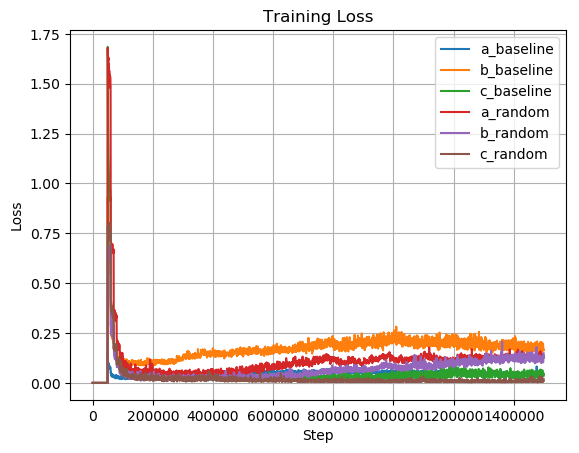 Training Loss
1.75
1.50
1.25
1.00
0.75
0.50
0.25
0.00
Loss
a_baseline
b_baseline
c_baseline
a_random
b_random
c_random
0 200000 400000 600000 800000 1000000 1200000 1400000
Step